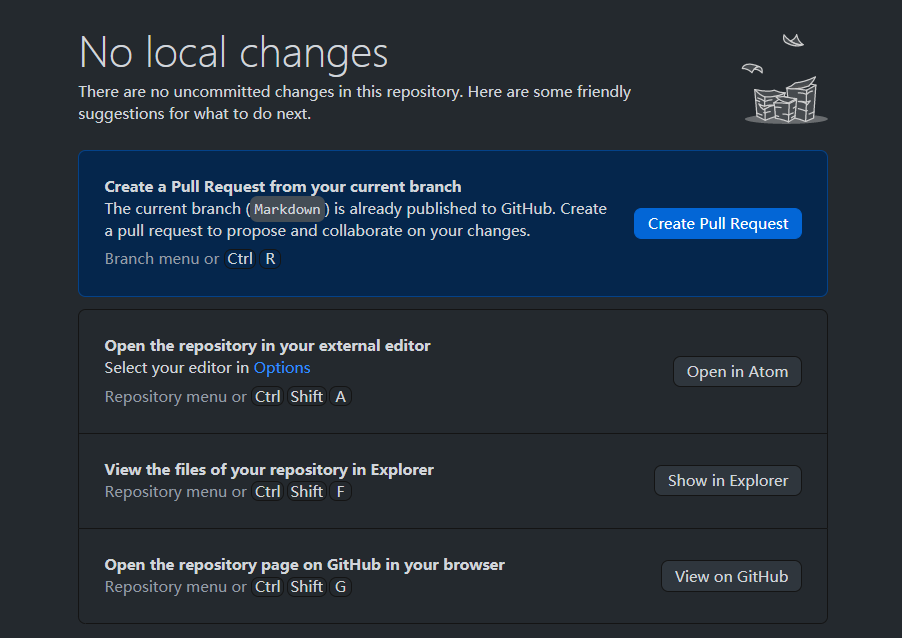 No local changes
There are no uncommitted changes in this repository. Here are some friendly
suggestions for what to do next.
Create a Pull Request from your current branch
The current branch (Markdown) is already published to GitHub. Create
a pull request to propose and collaborate on your changes.
Create Pull Request
Branch menu or Ctrl R
Open the repository in your external editor
Select your editor in Options
Open in Atom
Repository menu or Ctrl Shift A
View the files of your repository in Explorer
Show in Explorer
Repository menu or Ctrl Shift F
Open the repository page on GitHub in your browser
View on GitHub
Repository menu or Ctrl Shift G